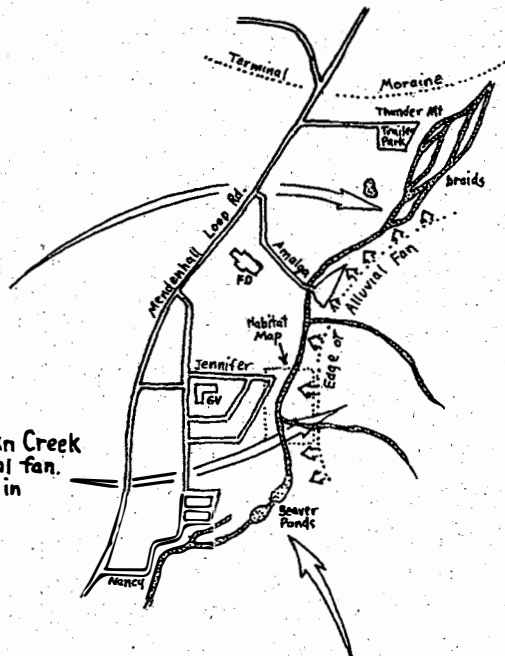 Terminal
Moraine
Thunder Mt
Trailer
Park
braids
Mendenhall Loop Rd.
Amalga
FD
Edge of
Alluvial Fan
Habitat
Map
Jennifer
GV
Creek
al fan.
in
Beaver
Ponds
Nancy